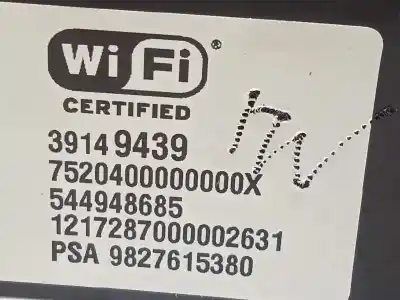 Wi Fi®
CERTIFIED
39149439
7520400000000X
544948685
1217287000002631
PSA 9827615380